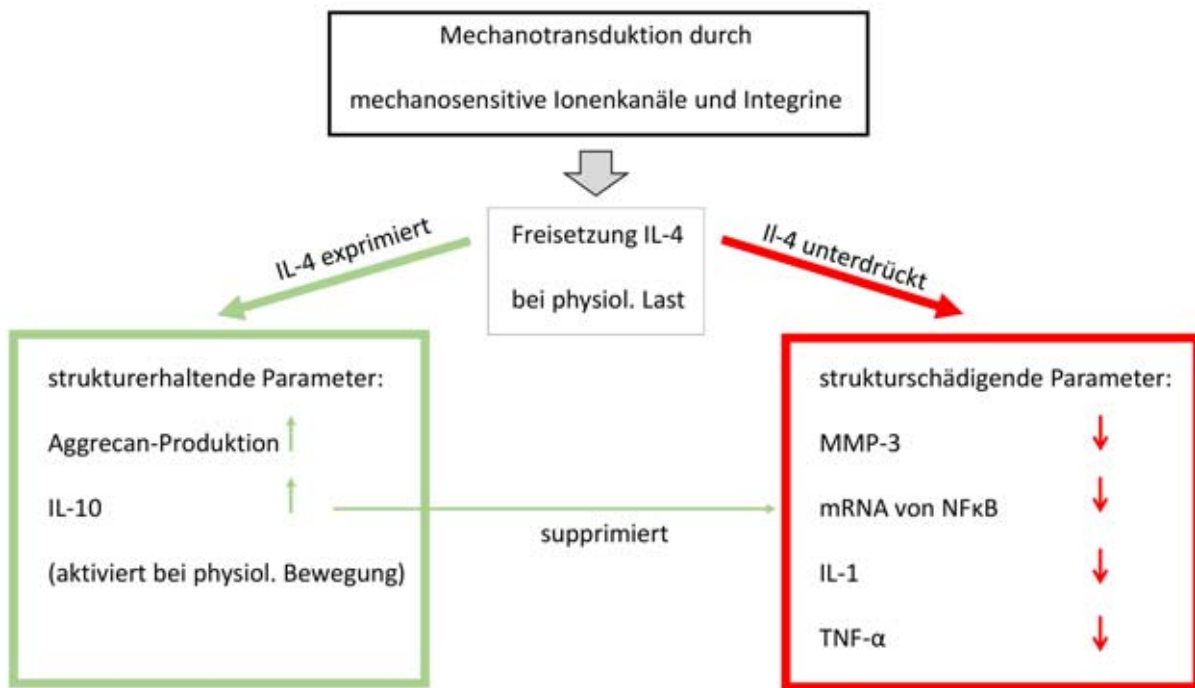 Mechanotransduktion durch
mechanosensitive Ionenkanäle und Integrine
IL-4 exprimiert
Freisetzung IL-4
bei physiol. Last
Il-4 unterdrückt
strukturerhaltende Parameter:
Aggrecan-Produktion
IL-10
(aktiviert bei physiol. Bewegung)
supprimiert
strukturschädigende Parameter:
MMP-3
mRNA von NFκB
IL-1
TNF-α